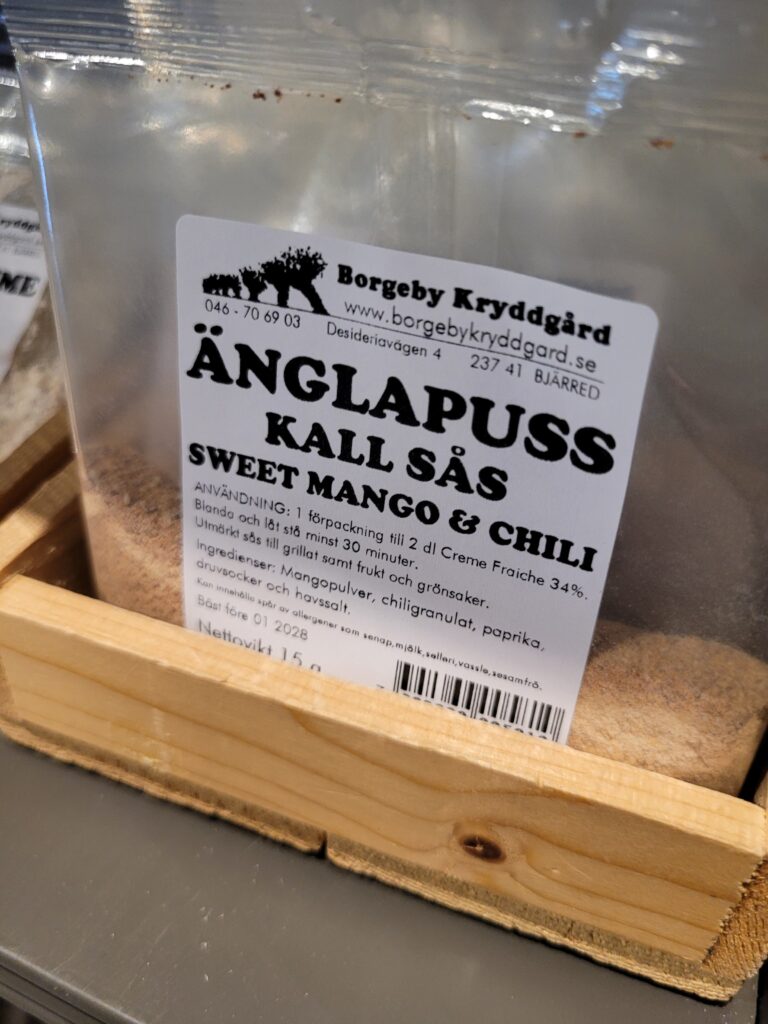 Borgeby Kryddgård
046 - 70 69 03 www.borgebykryddgard.se
Desideriavägen 4 237 41 BJÄRRED
ÄNGLAPUSS
KALL SÅS
SWEET MANGO & CHILI
ANVÄNDNING: 1 förpackning till 2 dl Creme Fraiche 34%.
Blanda och låt stå minst 30 minuter.
Utmärkt sås till grillat samt frukt och grönsaker.
Ingredienser: Mangopulver, chiligranulat, paprika,
druvsocker och havssalt.
Kan innehålla spår av allergener som senap,mjölk,selleri,vassle,sesamfrö.
Bäst före 01 2028
Nettovikt 15 g